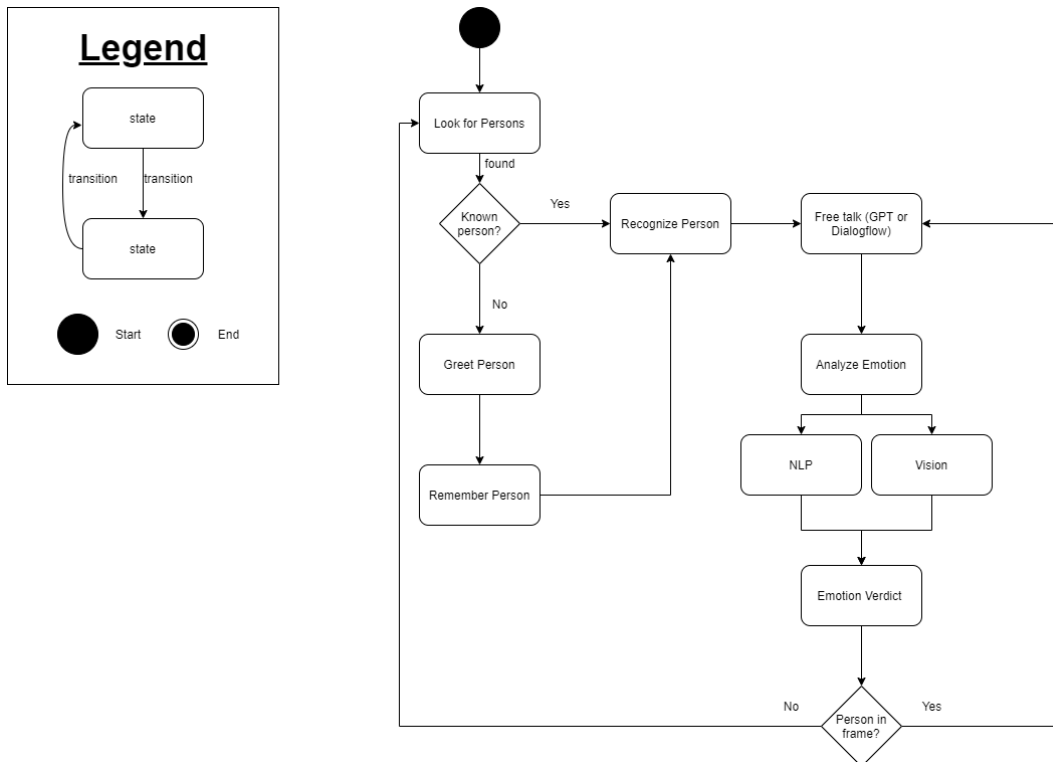 Legend
state
transition
transition
state
Start
End
Look for Persons
found
Known
person?
Yes
Recognize Person
Free talk (GPT or
Dialogflow)
No
Greet Person
Analyze Emotion
NLP
Vision
Remember Person
Emotion Verdict
No
Person in
frame?
Yes